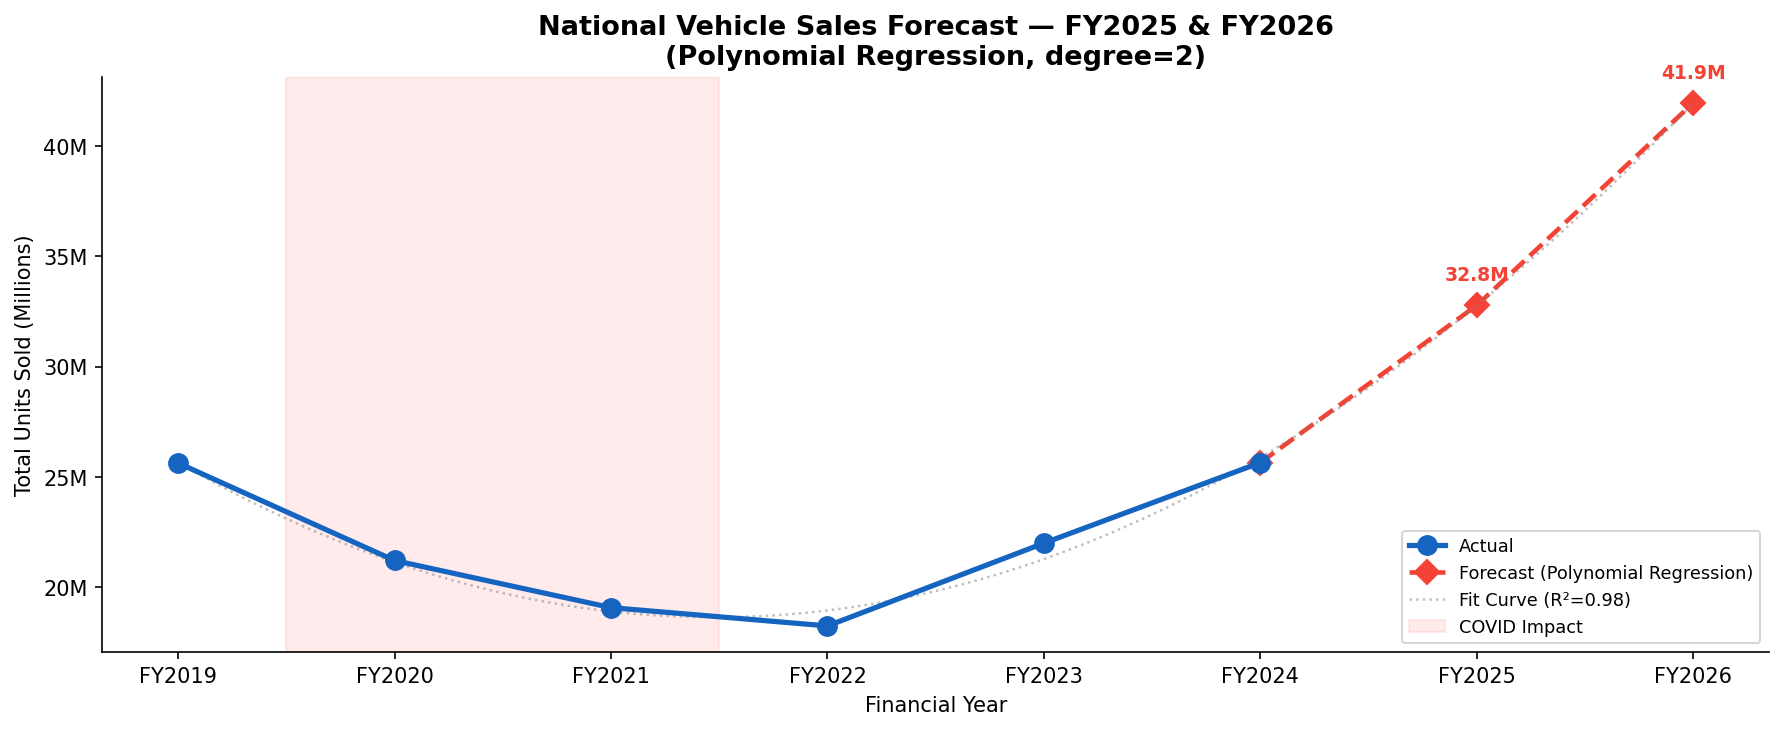 National Vehicle Sales Forecast — FY2025 & FY2026
(Polynomial Regression, degree=2)
41.9M
32.8M
Total Units Sold (Millions)
40M
35M
30M
25M
20M
Actual
Forecast (Polynomial Regression)
Fit Curve (R²=0.98)
COVID Impact
FY2019 FY2020 FY2021 FY2022 FY2023 FY2024 FY2025 FY2026
Financial Year